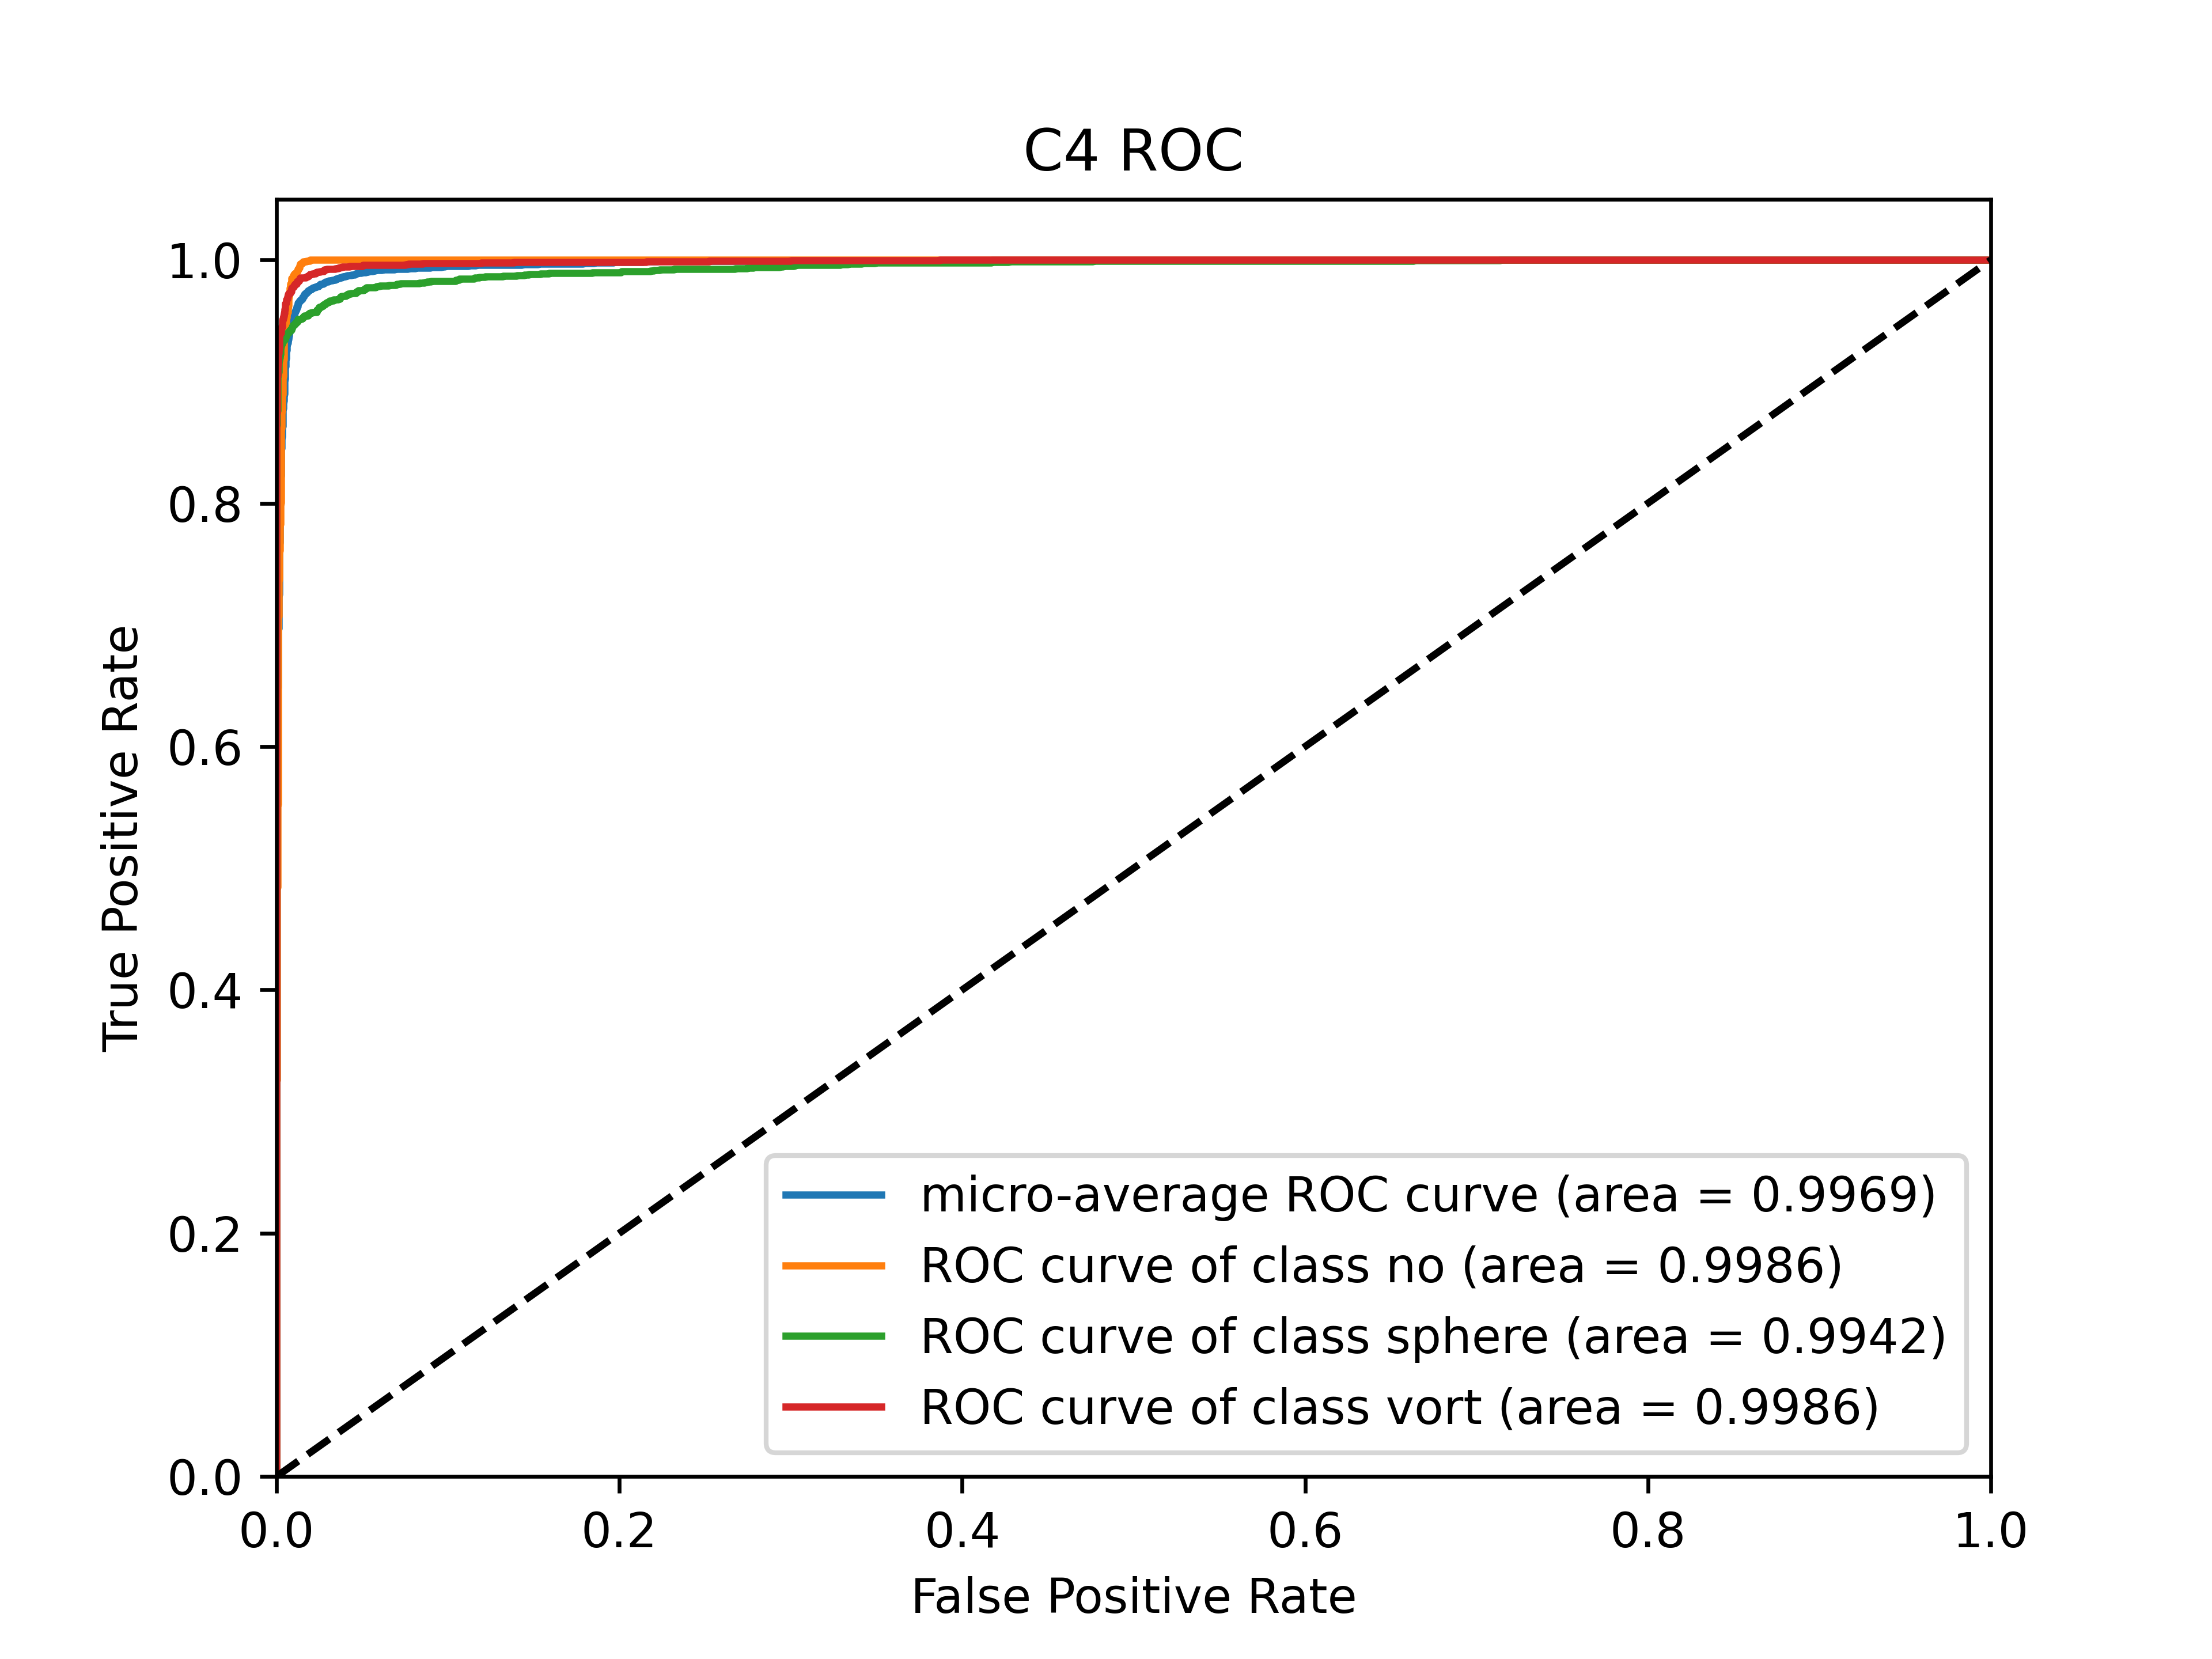 C4 ROC
1.0
0.8
0.6
0.4
0.2
0.0
True Positive Rate
micro-average ROC curve (area = 0.9969)
ROC curve of class no (area = 0.9986)
ROC curve of class sphere (area = 0.9942)
ROC curve of class vort (area = 0.9986)
0.0 0.2 0.4 0.6 0.8 1.0
False Positive Rate